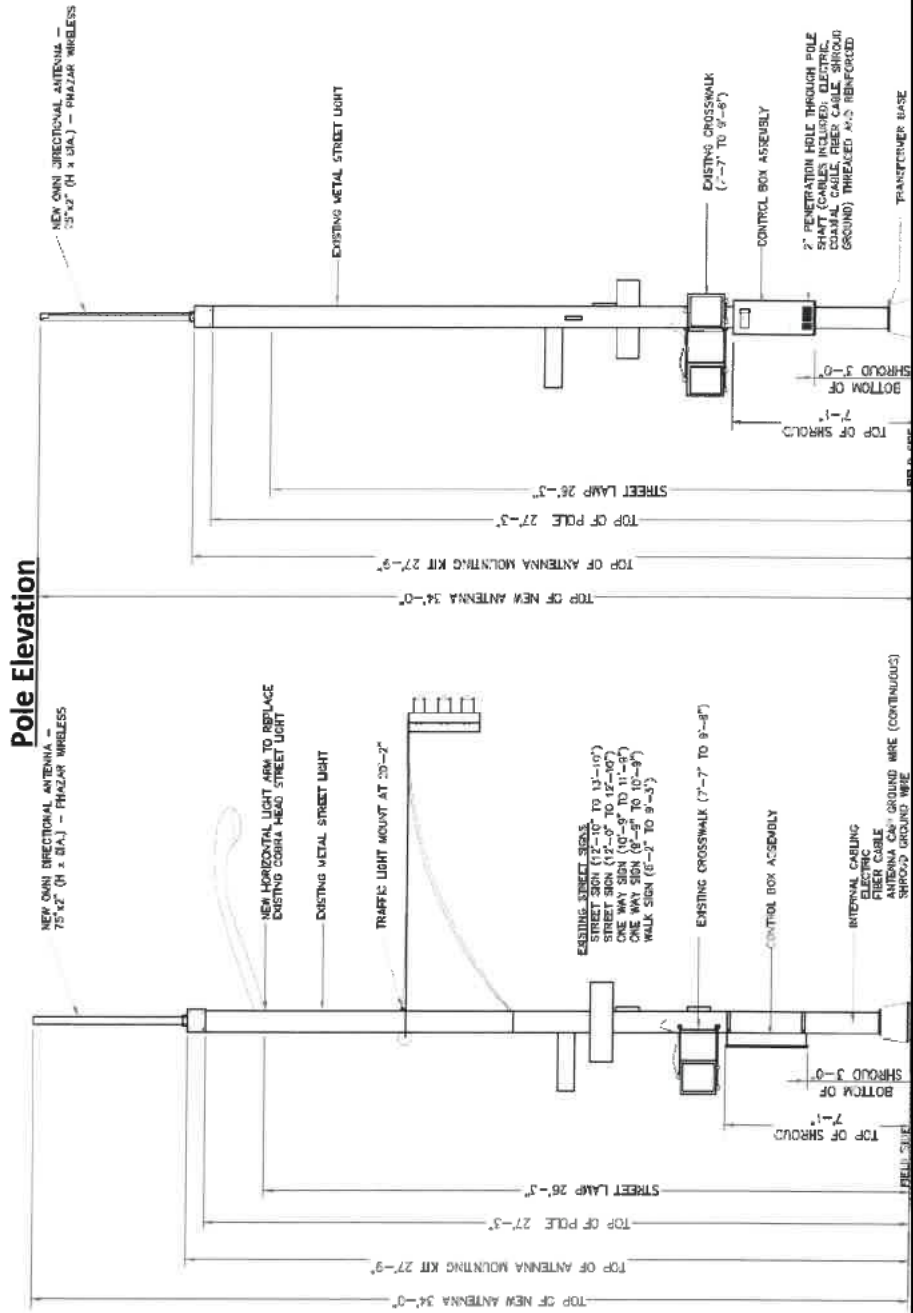 Pole Elevation
NEW OMNI DIRECTIONAL ANTENNA –
75"x2" (H x DIA.) – PHAZAR WIRELESS
NEW HORIZONTAL LIGHT ARM TO REPLACE
EXISTING COBRA HEAD STREET LIGHT
EXISTING METAL STREET LIGHT
TRAFFIC LIGHT MOUNT AT 20'-2"
EXISTING STREET SIGNS
STREET SIGN (12'-10" TO 13'-10")
STREET SIGN (12'-0" TO 12'-10")
ONE WAY SIGN (10'-9" TO 11'-9")
ONE WAY SIGN (9'-9" TO 10'-9")
WALK SIGN
EXISTING CROSSWALK (7'-7" TO 9'-8")
CONTROL BOX ASSEMBLY
INTERNAL CABLING
ELECTRIC
FIBER CABLE
ANTENNA CAP GROUND WIRE (CONTINUOUS)
SHROUD GROUND WIRE
TOP OF NEW ANTENNA 34'-0"
TOP OF ANTENNA MOUNTING KIT 27'-9"
TOP OF POLE 27'-3"
STREET LAMP 26'-3"
TOP OF SHROUD
7'-1"
BOTTOM OF
SHROUD 3'-0"
FIELD SIDE
NEW OMNI DIRECTIONAL ANTENNA –
75"x2" (H x DIA.) – PHAZAR WIRELESS
EXISTING METAL STREET LIGHT
EXISTING CROSSWALK
(7'-7" TO 9'-8")
CONTROL BOX ASSEMBLY
2" PENETRATION HOLE THROUGH POLE
SHAFT (CABLES INCLUDED: ELECTRIC,
COAXIAL CABLE, FIBER CABLE, SHROUD
GROUND) THREADED AND REINFORCED
TRANSFORMER BASE
TOP OF NEW ANTENNA 34'-0"
TOP OF ANTENNA MOUNTING KIT 27'-9"
TOP OF POLE 27'-3"
STREET LAMP 26'-3"
TOP OF SHROUD
7'-1"
BOTTOM OF
SHROUD 3'-0"